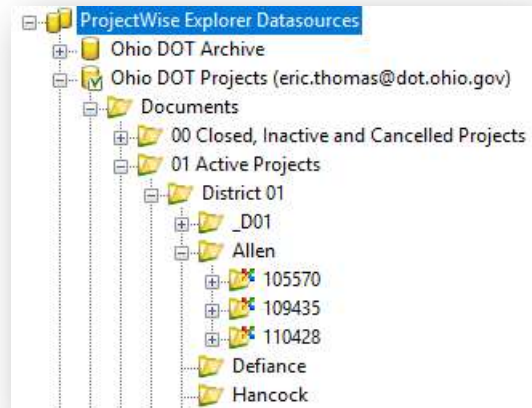 ProjectWise Explorer Datasources
Ohio DOT Archive
Ohio DOT Projects (eric.thomas@dot.ohio.gov)
Documents
00 Closed, Inactive and Cancelled Projects
01 Active Projects
District 01
_D01
Allen
105570
109435
110428
Defiance
Hancock